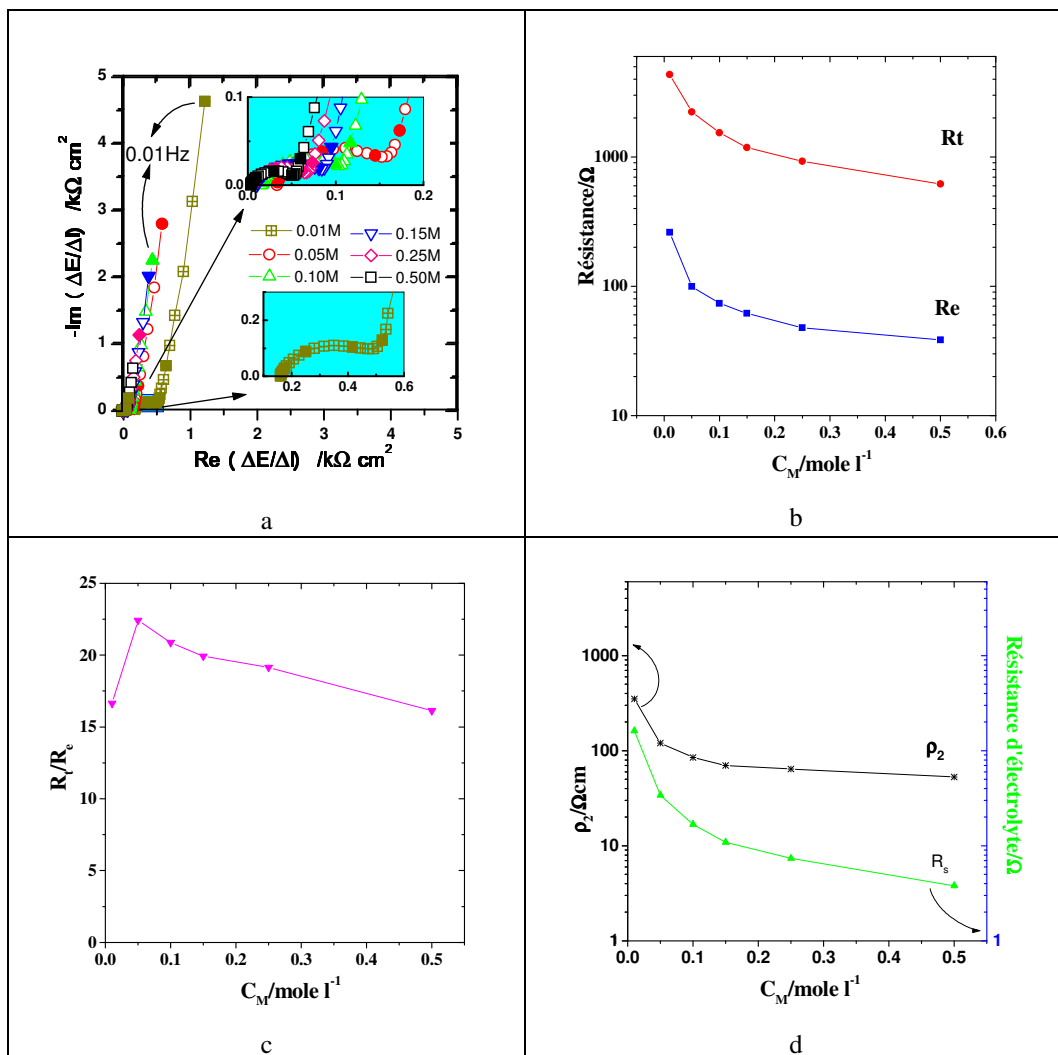 5
4
3
2
1
0
-Im ( ΔE/ΔI) /kΩ cm²
0.01Hz
0.1
0.0
0.0
0.1
0.2
0.01M
0.15M
0.05M
0.25M
0.10M
0.50M
0.2
0.0
0.2
0.4
0.6
0
1
2
3
4
5
Re ( ΔE/ΔI) /kΩ cm²
a
1000
100
10
Résistance/Ω
Rt
Re
0.0
0.1
0.2
0.3
0.4
0.5
0.6
C_M/mole l⁻¹
b
25
20
15
10
5
0
R_t/R_e
0.0
0.1
0.2
0.3
0.4
0.5
C_M/mole l⁻¹
c
1000
100
10
1
ρ₂/Ωcm
ρ₂
R_s
1
Résistance d'électrolyte/Ω
0.0
0.1
0.2
0.3
0.4
0.5
C_M/mole l⁻¹
d